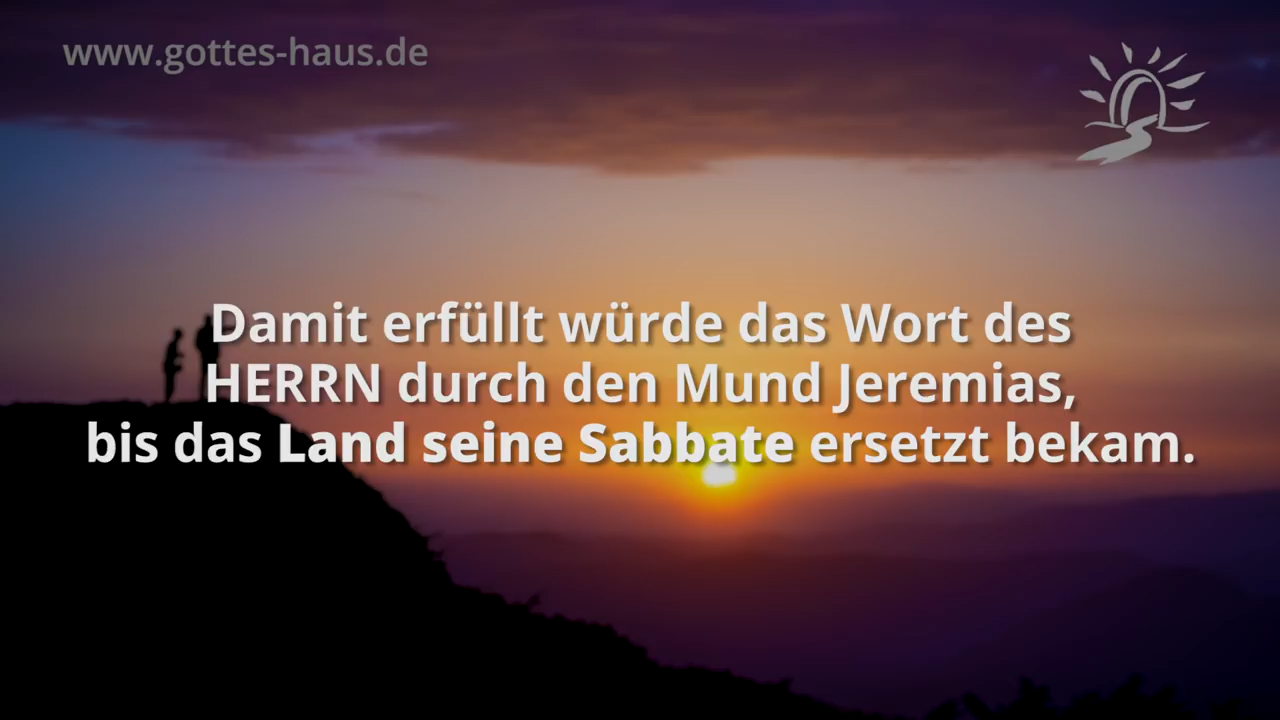 www.gottes-haus.de
Damit erfüllt würde das Wort des
HERRN durch den Mund Jeremias,
bis das Land seine Sabbate ersetzt bekam.